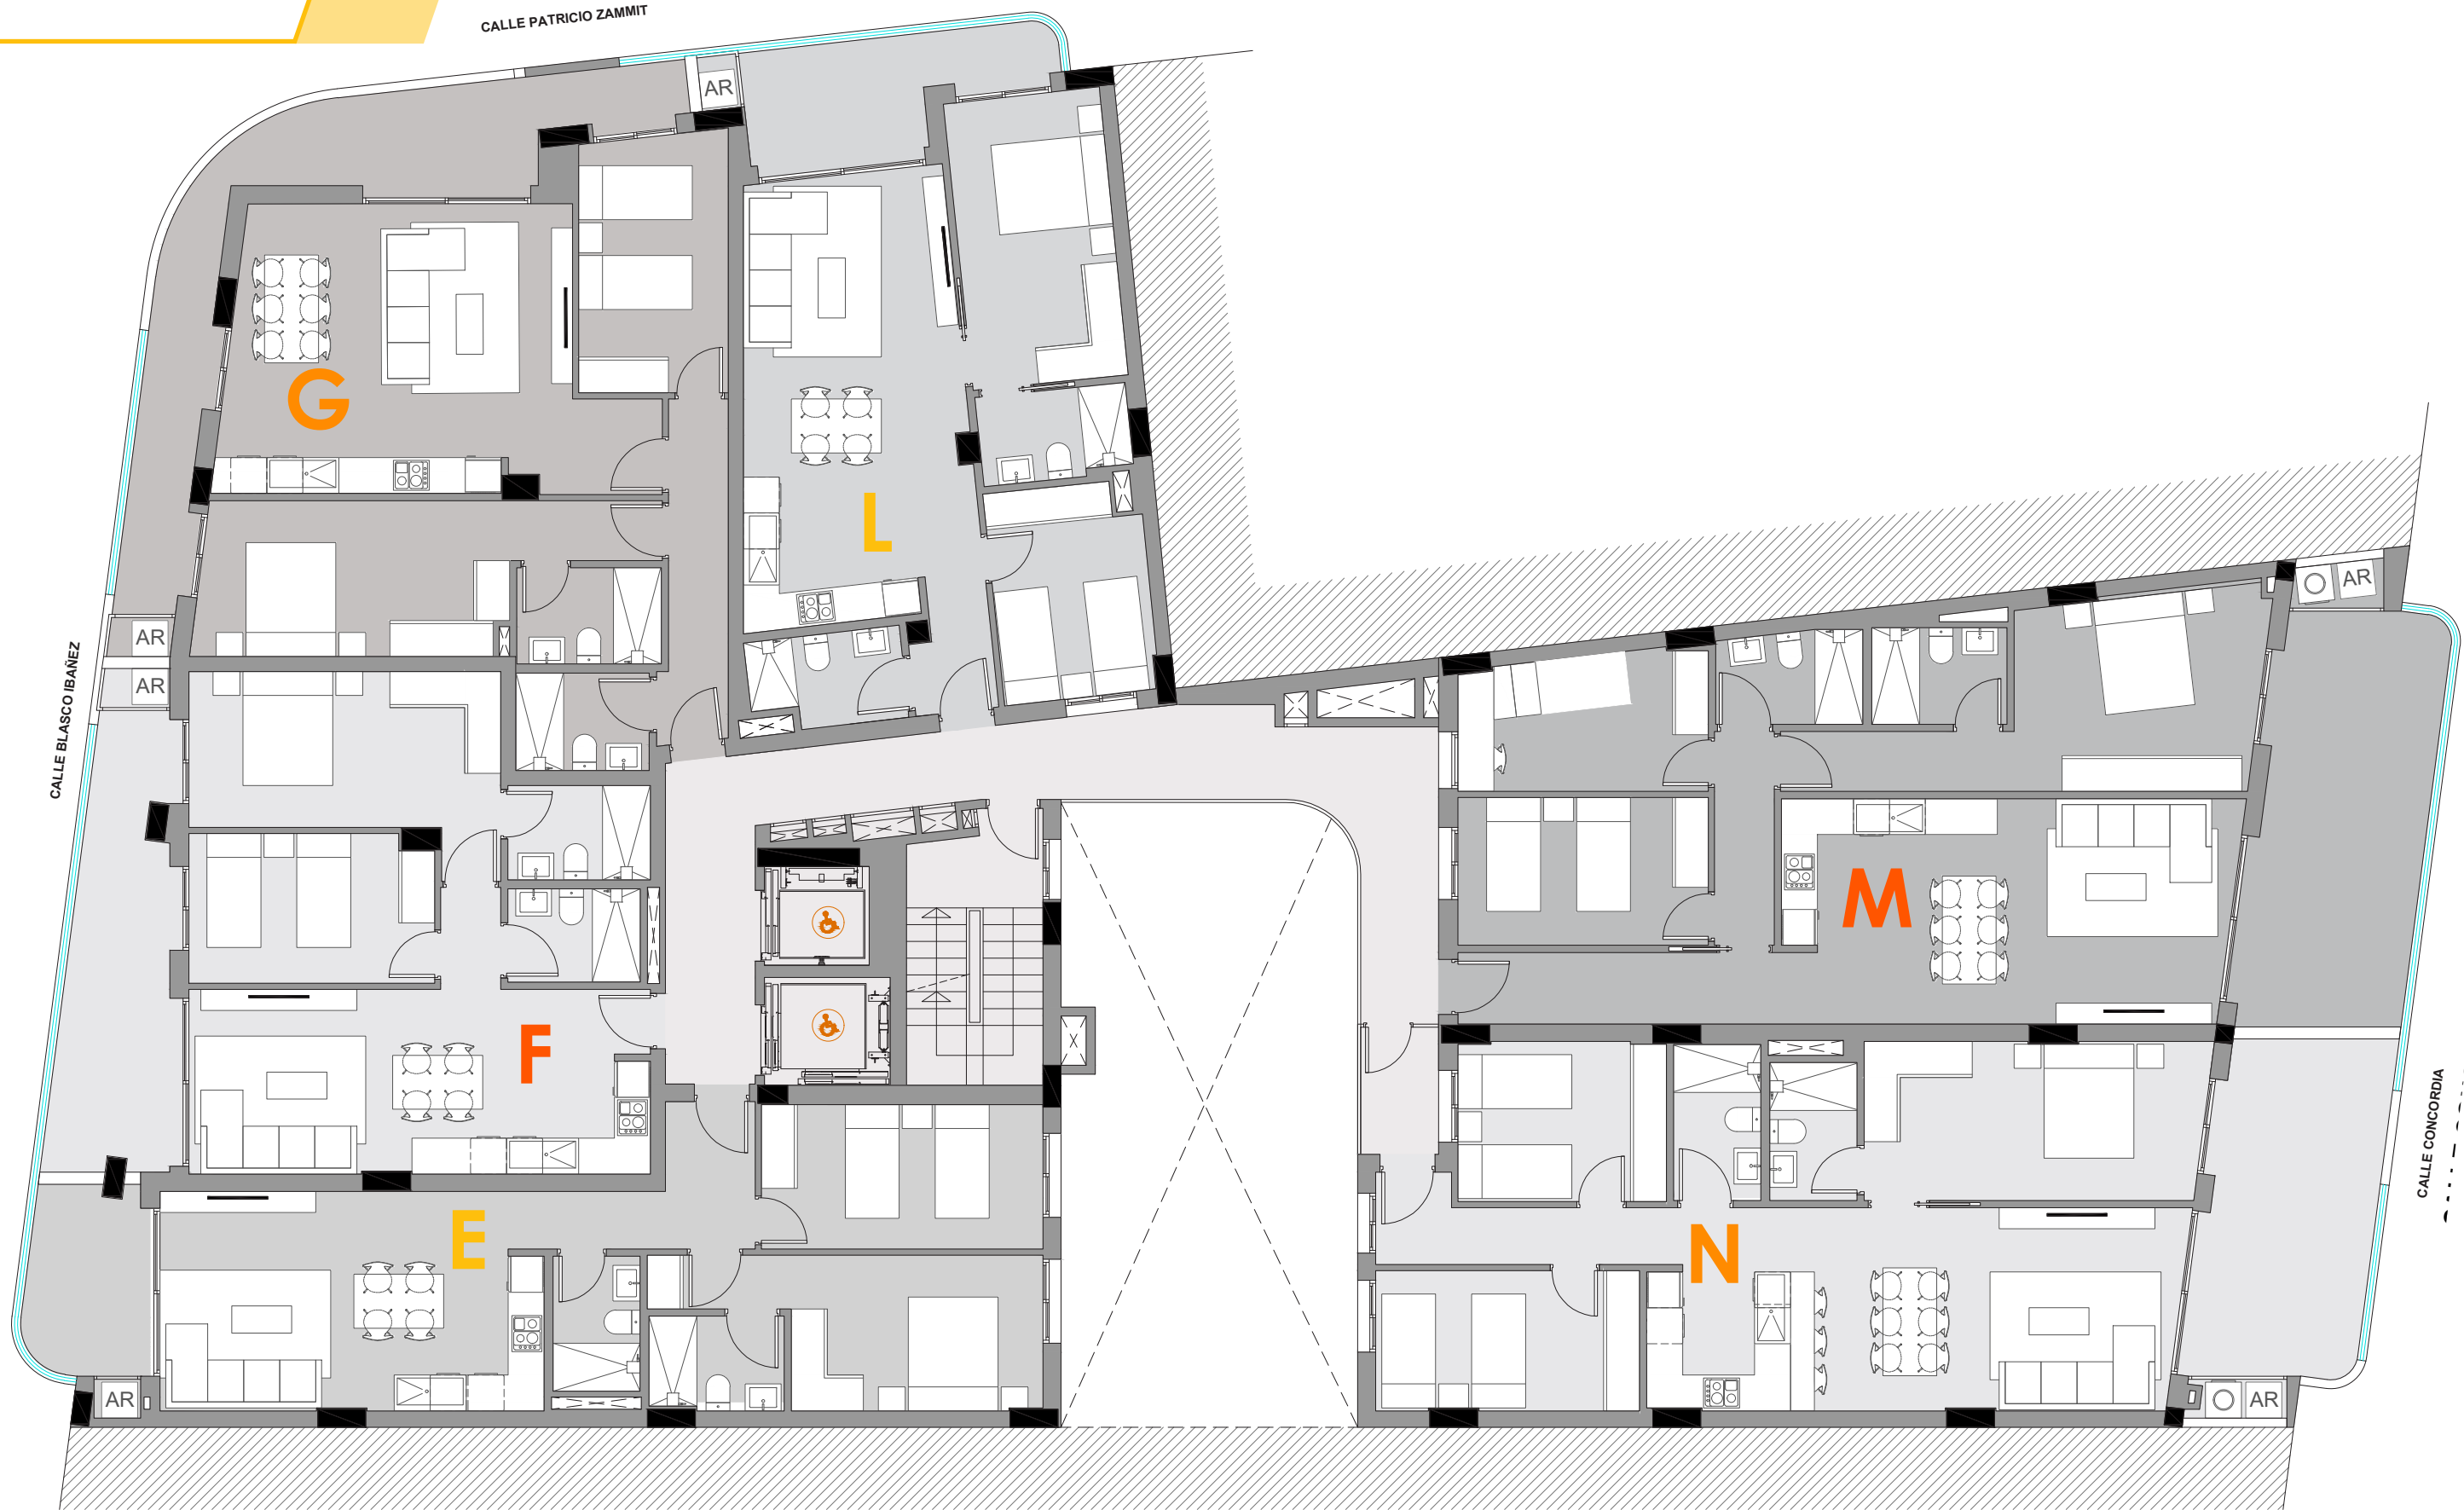 CALLE PATRICIO ZAMMIT
AR
G
L
AR
CALLE BLASCO IBAÑEZ
AR
AR
M
F
CALLE CONCORDIA
E
N
AR
AR